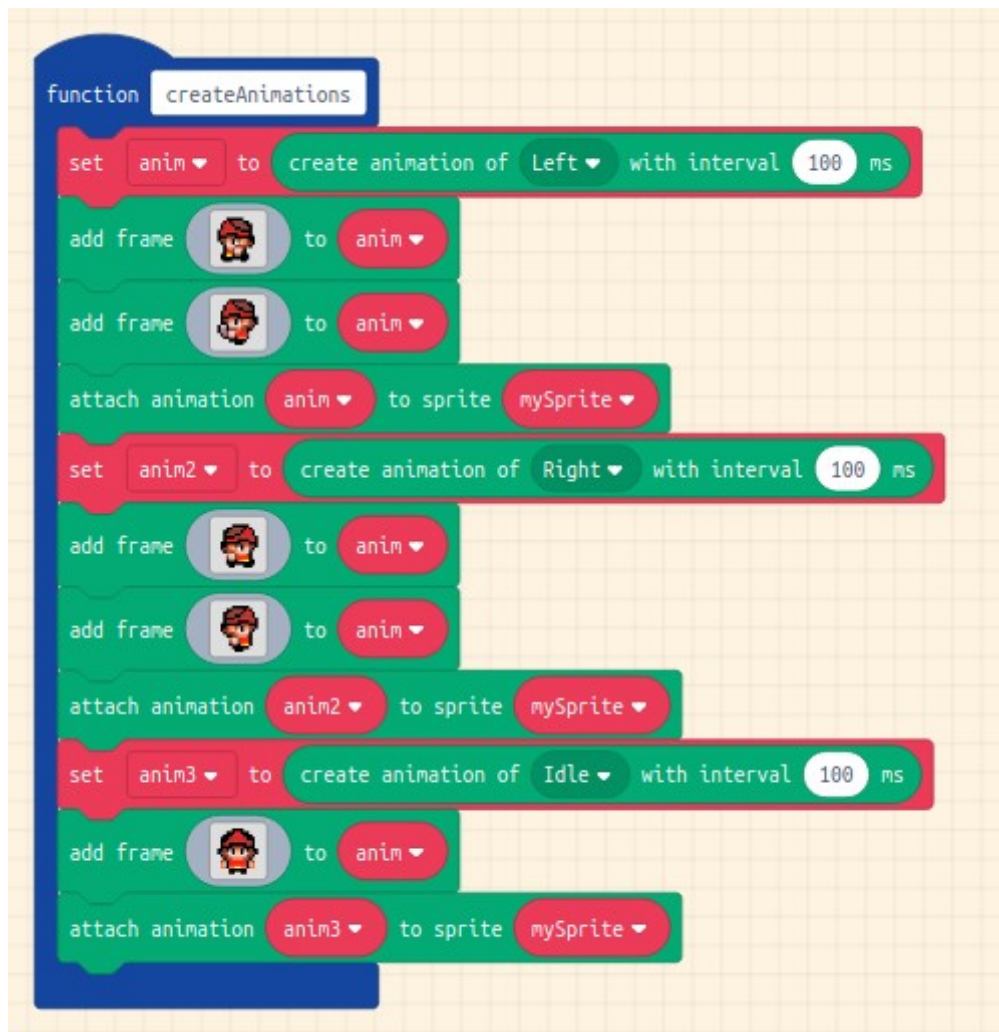 function createAnimations
set anim to create animation of Left with interval 100 ms
add frame to anim
add frame to anim
attach animation anim to sprite mySprite
set anim2 to create animation of Right with interval 100 ms
add frame to anim
add frame to anim
attach animation anim2 to sprite mySprite
set anim3 to create animation of Idle with interval 100 ms
add frame to anim
attach animation anim3 to sprite mySprite